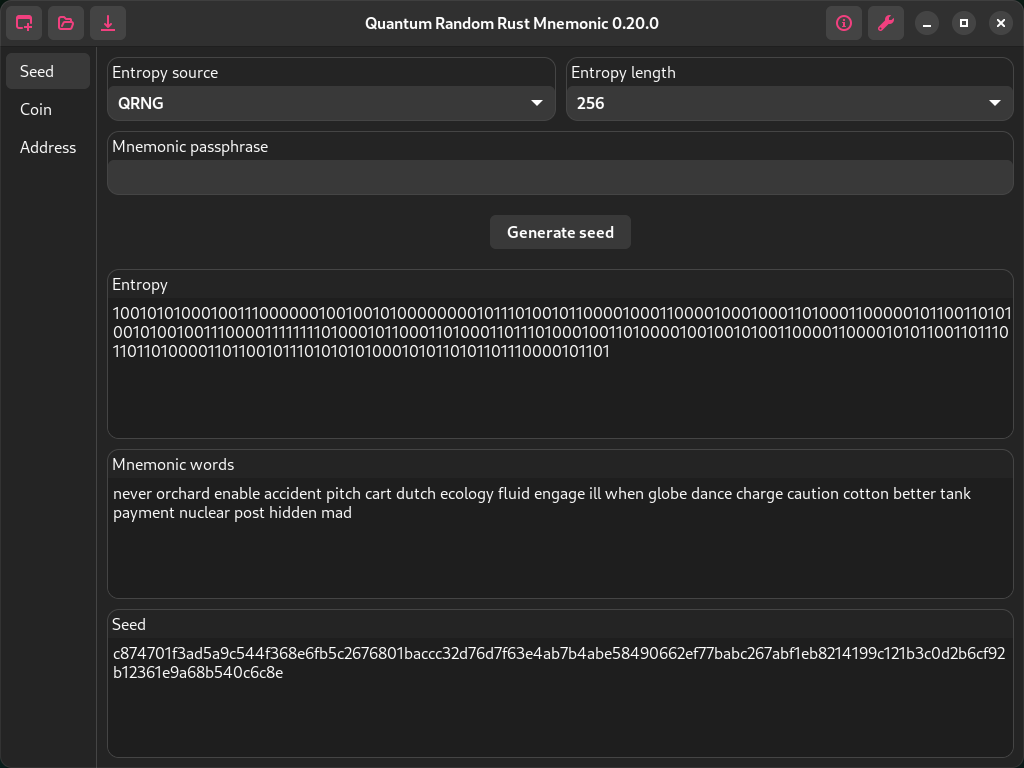 Quantum Random Rust Mnemonic 0.20.0
Seed
Coin
Address
Entropy source
Entropy length
QRNG
256
Mnemonic passphrase
Generate seed
Entropy
Mnemonic words
never orchard enable accident pitch cart dutch ecology fluid engage ill when globe dance charge caution cotton better tank
payment nuclear post hidden mad
Seed
c874701f3ad5a9c544f368e6fb5c2676801baccc32d76d7f63e4ab7b4abe58490662ef77babc267abf1eb8214199c121b3c0d2b6cf92
b12361e9a68b540c6c8e